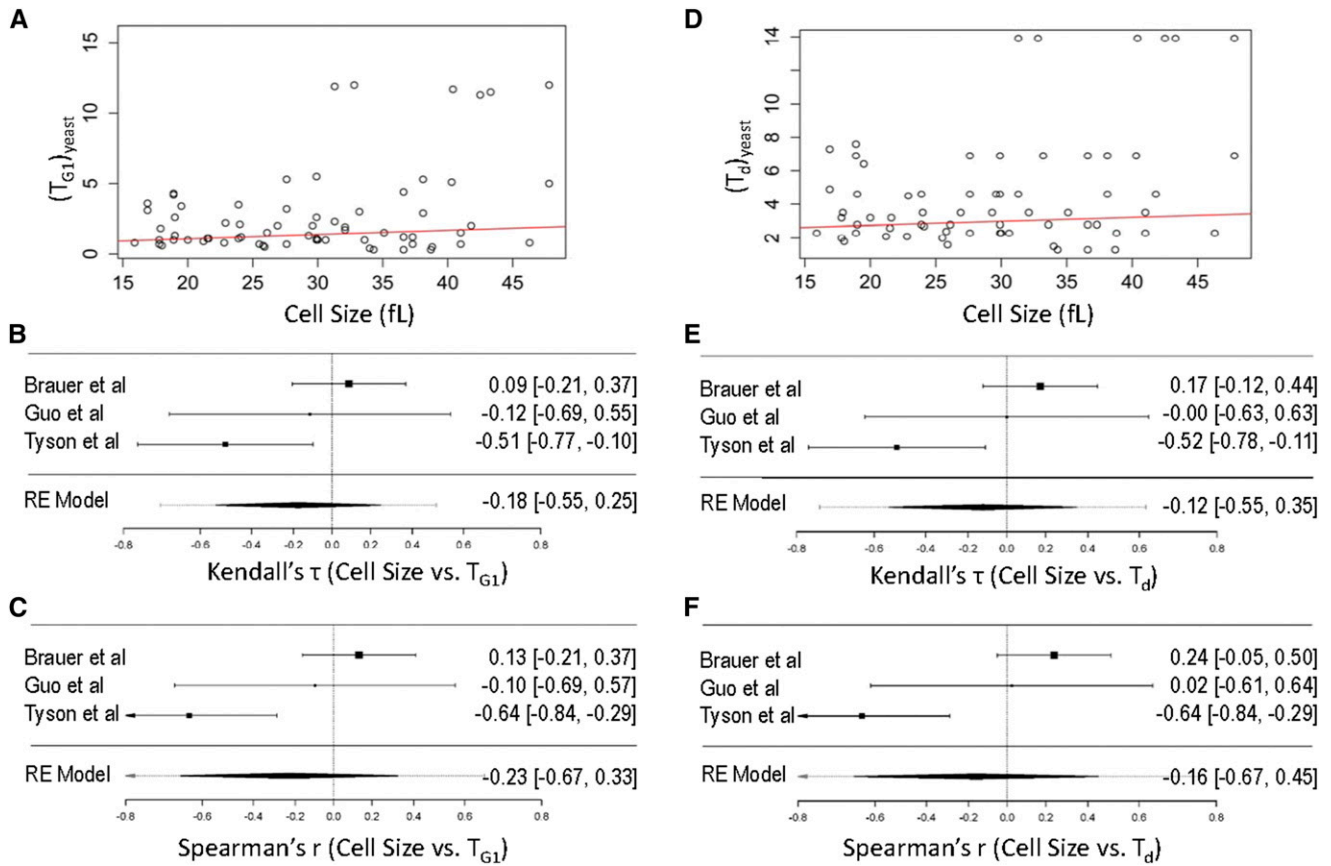 A
15
10
5
0
(T_G1)yeast
15 20 25 30 35 40 45
Cell Size (fL)
B
Brauer et al 0.09 [-0.21, 0.37]
Guo et al -0.12 [-0.69, 0.55]
Tyson et al -0.51 [-0.77, -0.10]
RE Model -0.18 [-0.55, 0.25]
-0.8 -0.6 -0.4 -0.2 0.0 0.2 0.4 0.6 0.8
Kendall's τ (Cell Size vs. T_G1)
C
Brauer et al 0.13 [-0.21, 0.37]
Guo et al -0.10 [-0.69, 0.57]
Tyson et al -0.64 [-0.84, -0.29]
RE Model -0.23 [-0.67, 0.33]
-0.8 -0.6 -0.4 -0.2 0.0 0.2 0.4 0.6 0.8
Spearman's r (Cell Size vs. T_G1)
D
14
12
10
8
6
4
2
(T_d)yeast
15 20 25 30 35 40 45
Cell Size (fL)
E
Brauer et al 0.17 [-0.12, 0.44]
Guo et al -0.00 [-0.63, 0.63]
Tyson et al -0.52 [-0.78, -0.11]
RE Model -0.12 [-0.55, 0.35]
-0.8 -0.6 -0.4 -0.2 0.0 0.2 0.4 0.6 0.8
Kendall's τ (Cell Size vs. T_d)
F
Brauer et al 0.24 [-0.05, 0.50]
Guo et al 0.02 [-0.61, 0.64]
Tyson et al -0.64 [-0.84, -0.29]
RE Model -0.16 [-0.67, 0.45]
-0.8 -0.6 -0.4 -0.2 0.0 0.2 0.4 0.6 0.8
Spearman's r (Cell Size vs. T_d)